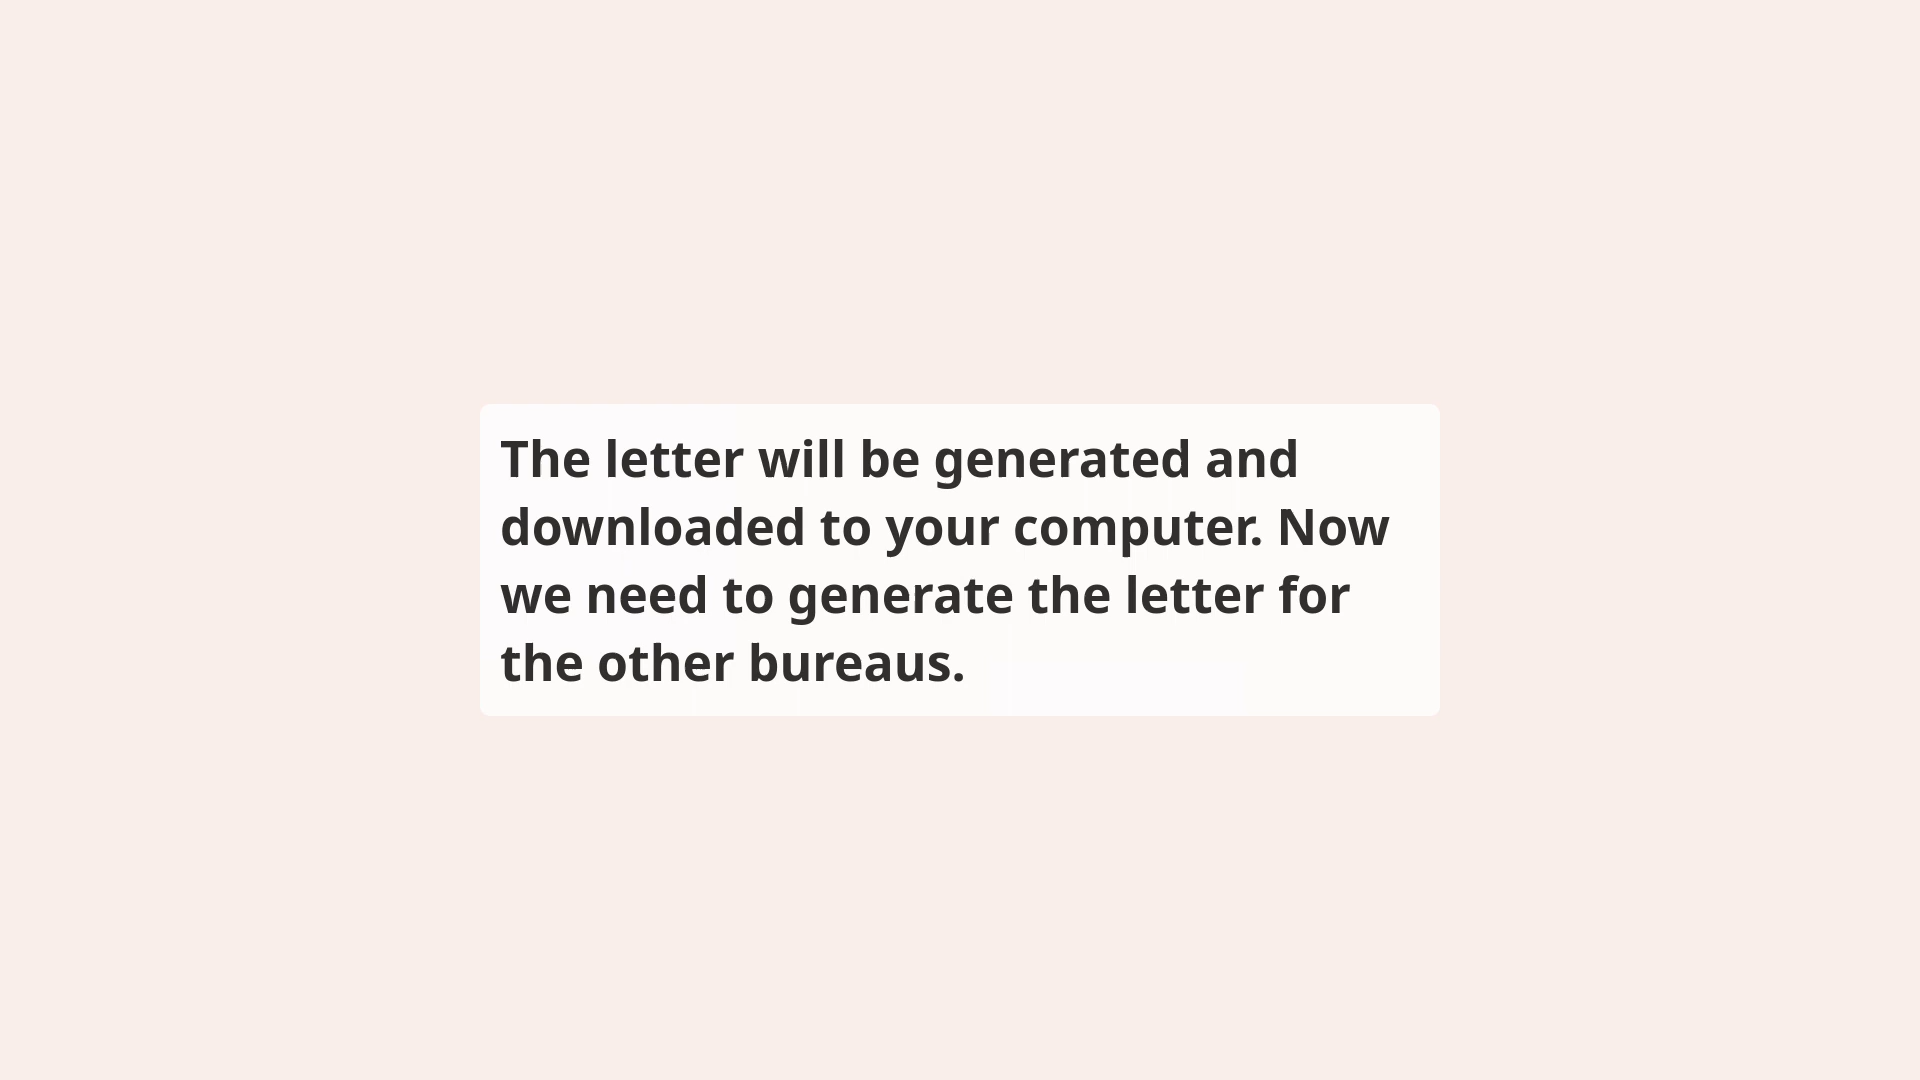 The letter will be generated and
downloaded to your computer. Now
we need to generate the letter for
the other bureaus.